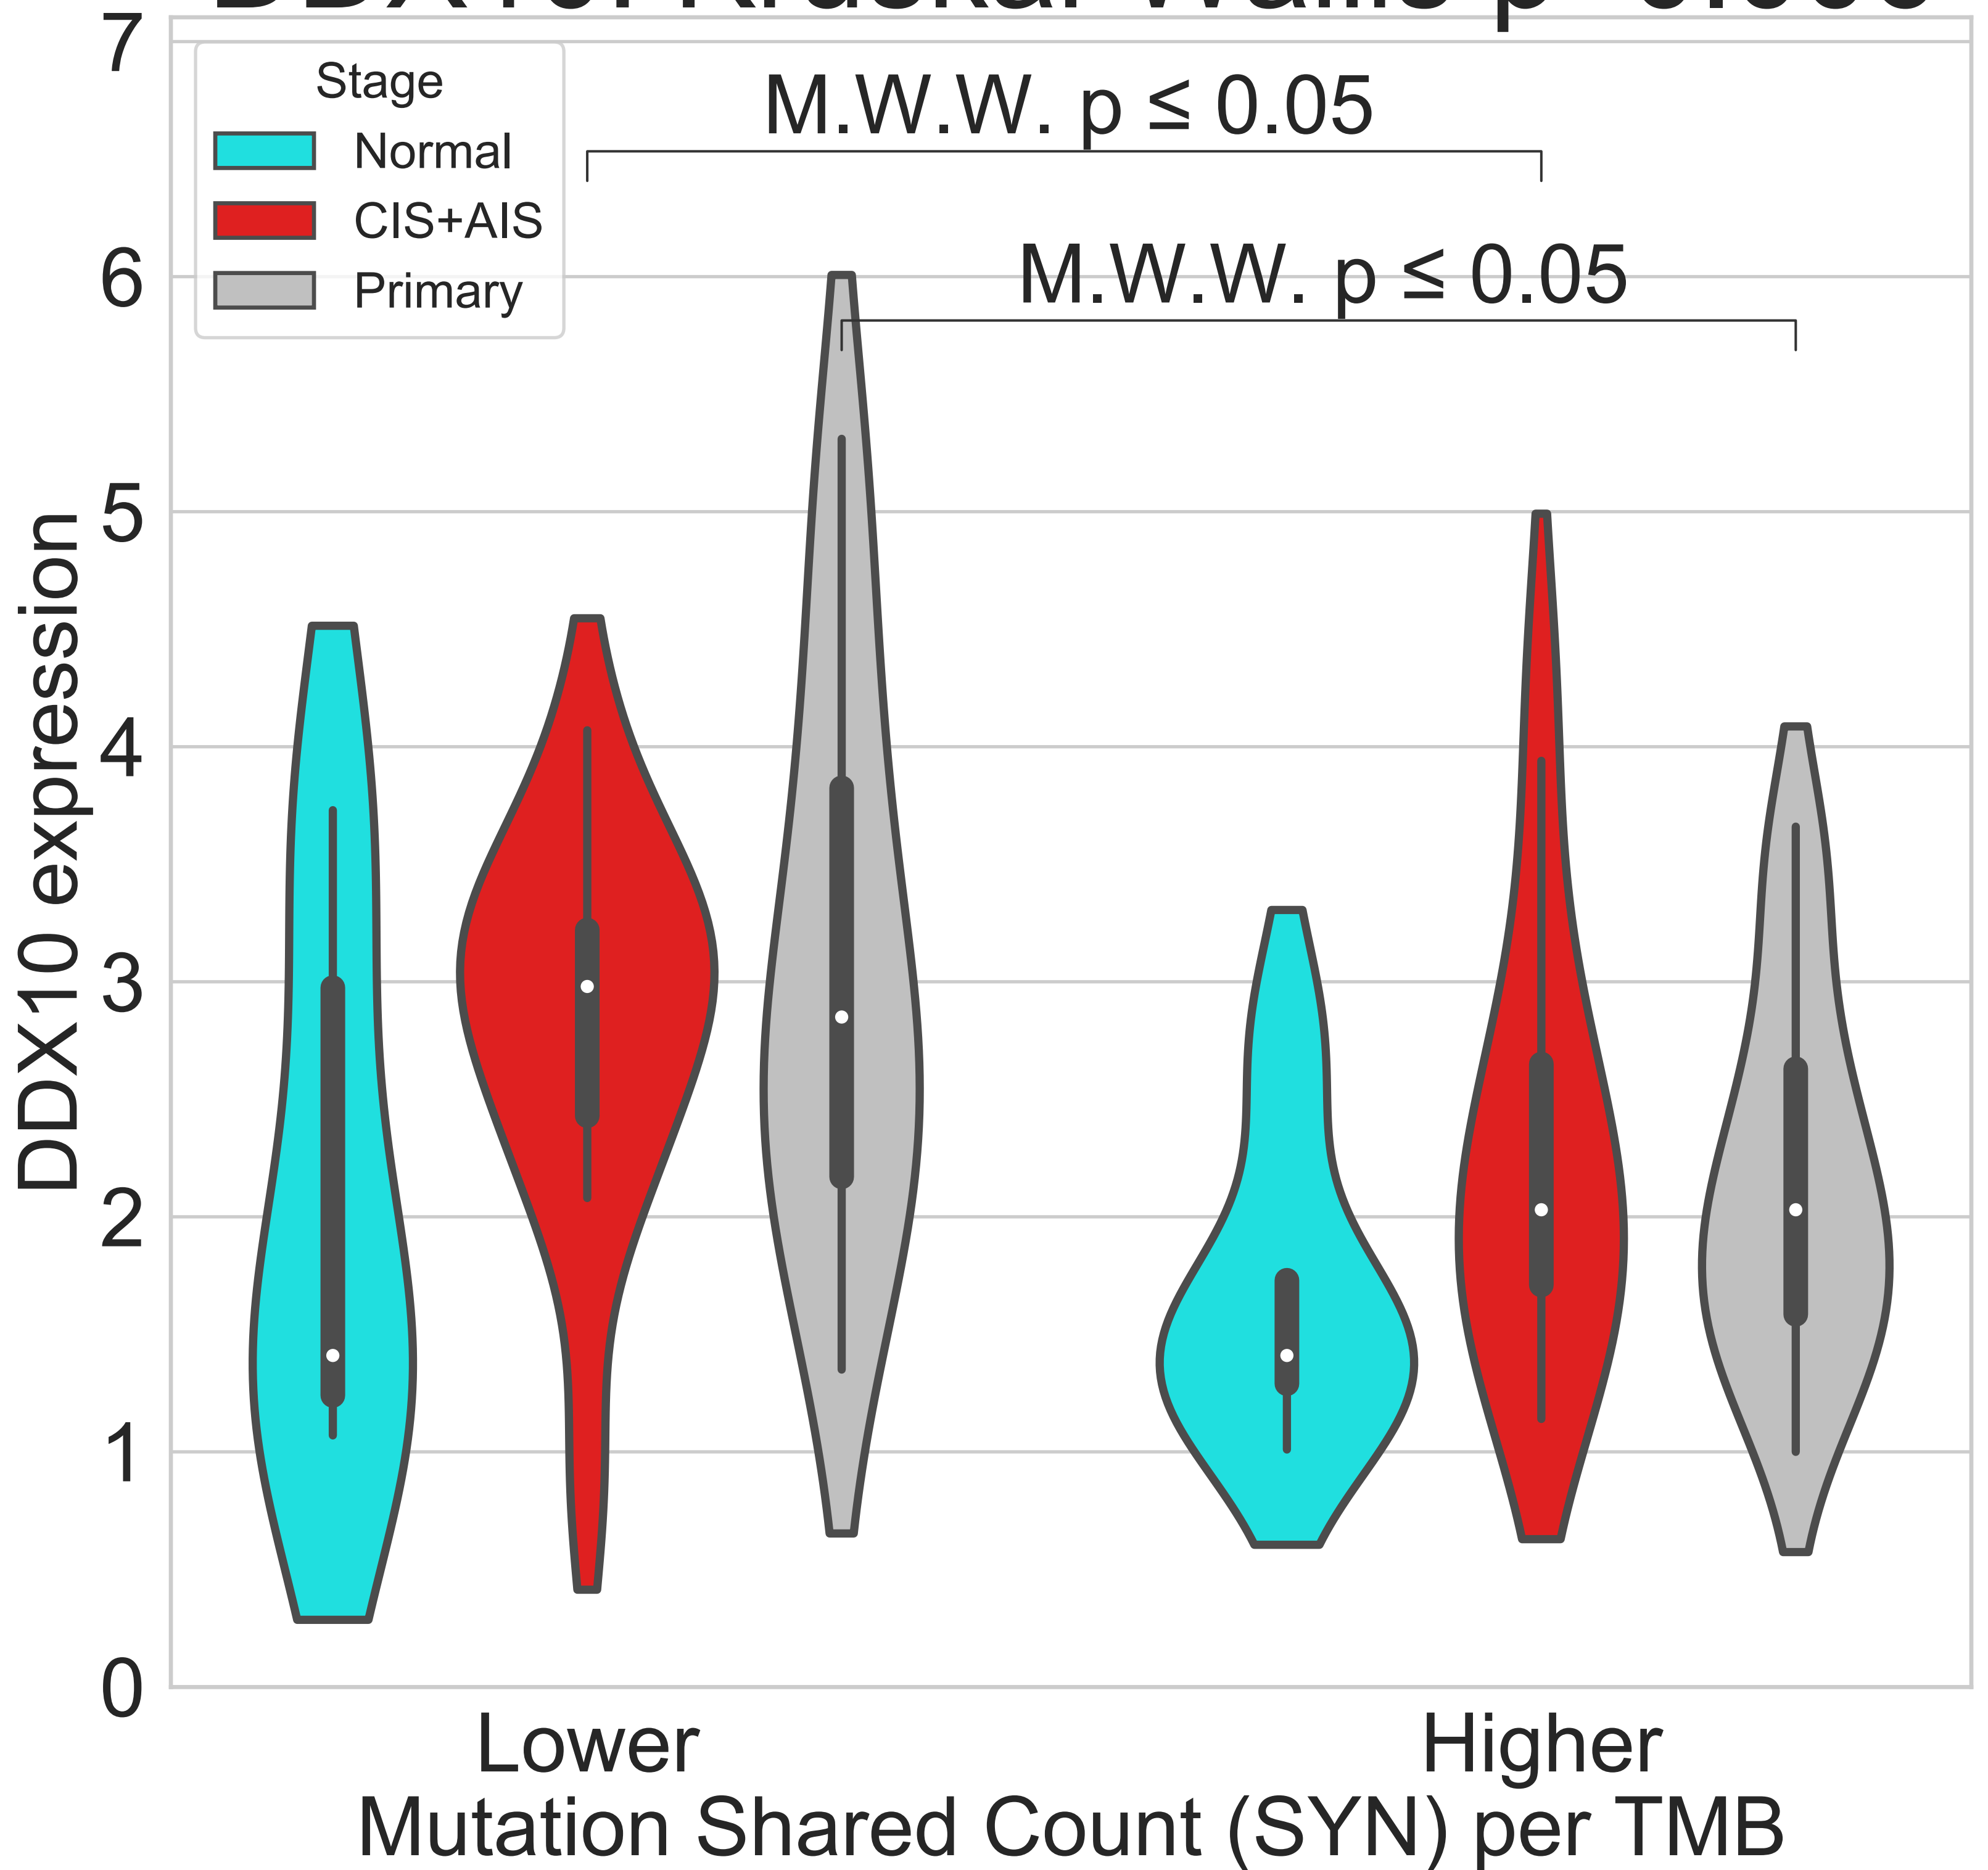 7
Stage
Normal
CIS+AIS
Primary
M.W.W. p ≤ 0.05
M.W.W. p ≤ 0.05
6
5
4
3
2
1
0
DDX10 expression
Lower
Higher
Mutation Shared Count (SYN) per TMB